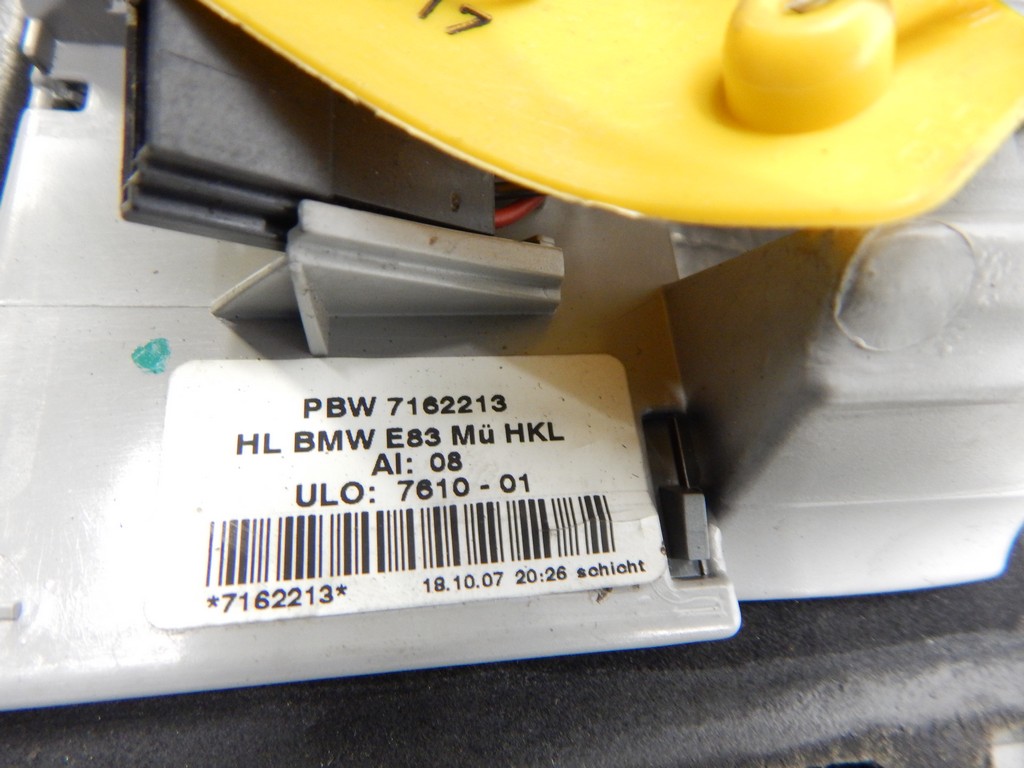 17
PBW 7162213
HL BMW E83 Mü HKL
AI: 08
ULO: 7610 - 01
*7162213*
18.10.07 20:26 schicht